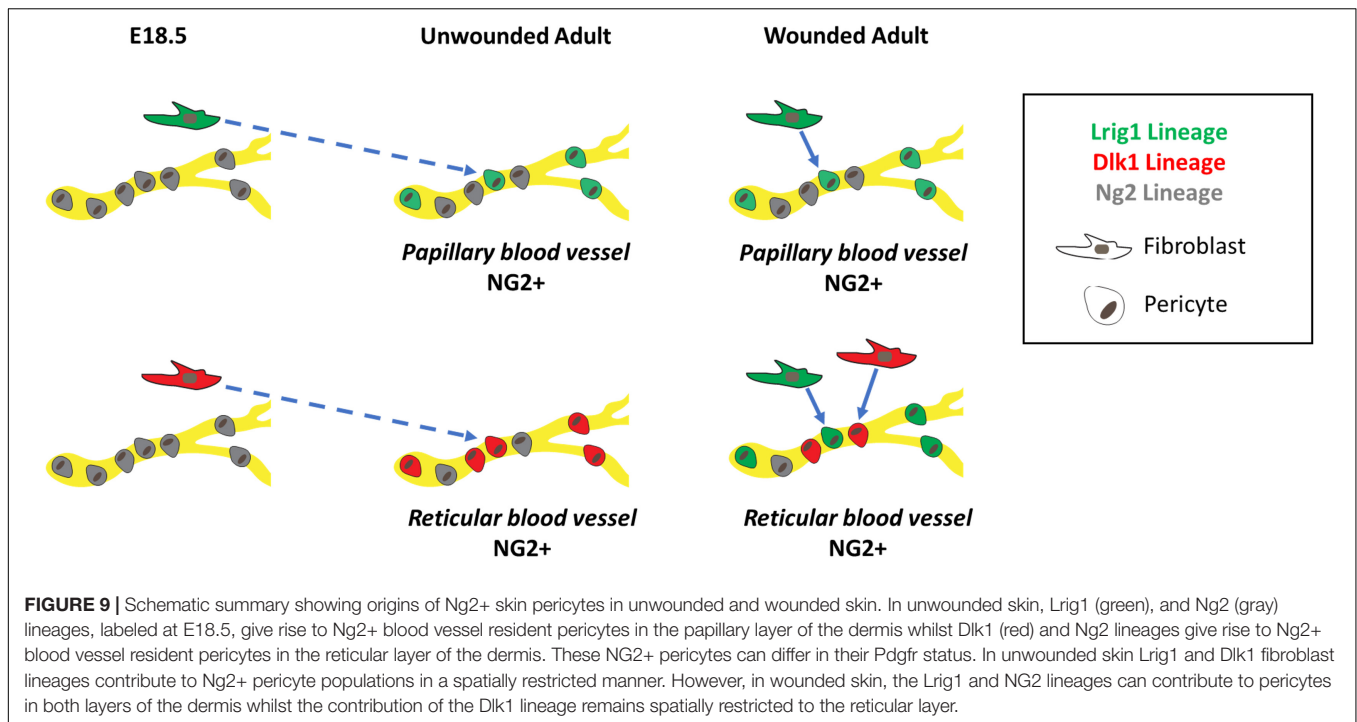 E18.5
Unwounded Adult
Wounded Adult
Lrig1 Lineage
Dlk1 Lineage
Ng2 Lineage
Fibroblast
Pericyte
Papillary blood vessel
NG2+
Papillary blood vessel
NG2+
Reticular blood vessel
NG2+
Reticular blood vessel
NG2+
FIGURE 9 | Schematic summary showing origins of Ng2+ skin pericytes in unwounded and wounded skin. In unwounded skin, Lrig1 (green), and Ng2 (gray)
lineages, labeled at E18.5, give rise to Ng2+ blood vessel resident pericytes in the papillary layer of the dermis whilst Dlk1 (red) and Ng2 lineages give rise to Ng2+
blood vessel resident pericytes in the reticular layer of the dermis. These NG2+ pericytes can differ in their Pdgfr status. In unwounded skin Lrig1 and Dlk1 fibroblast
lineages contribute to Ng2+ pericyte populations in a spatially restricted manner. However, in wounded skin, the Lrig1 and NG2 lineages can contribute to pericytes
in both layers of the dermis whilst the contribution of the Dlk1 lineage remains spatially restricted to the reticular layer.